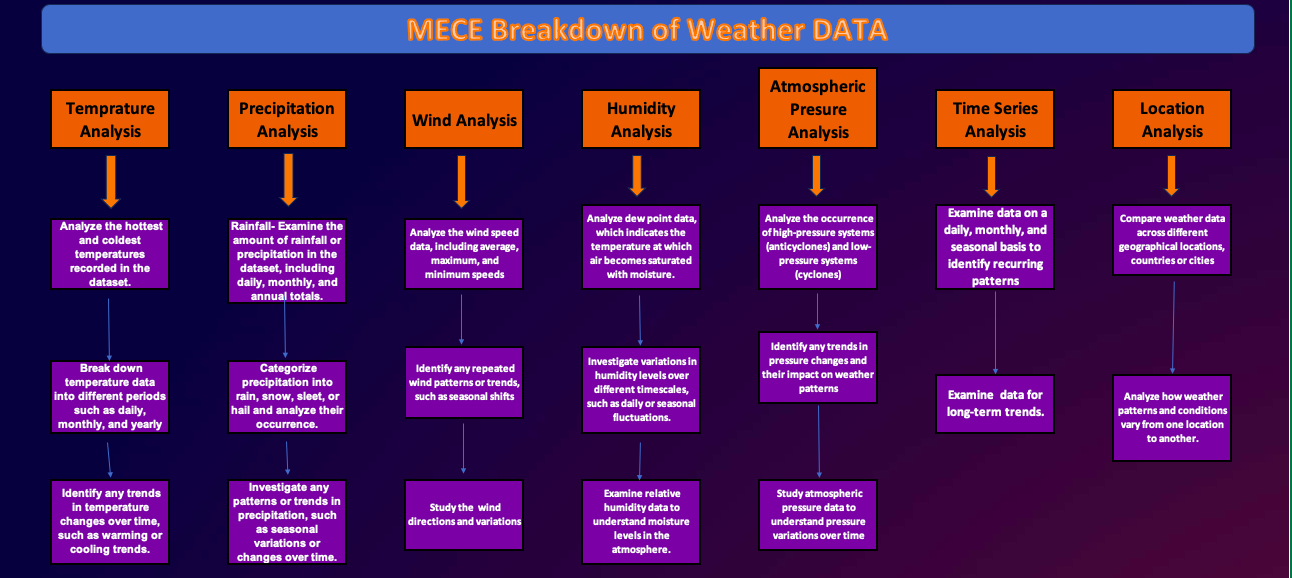 MECE Breakdown of Weather DATA
Temprature
Analysis
Analyze the hottest
and coldest
temperatures
recorded in the
dataset.
Break down
temperature data
into different periods
such as daily,
monthly, and yearly
Identify any trends
in temperature
changes over time,
such as warming or
cooling trends.
Precipitation
Analysis
Rainfall- Examine the
amount of rainfall or
precipitation in the
dataset, including
daily, monthly, and
annual totals.
Categorize
precipitation into
rain, snow, sleet, or
hail and analyze their
occurrence.
Investigate any
patterns or trends in
precipitation, such
as seasonal
variations or
changes over time.
Wind Analysis
Analyze the wind speed
data, including average,
maximum, and
minimum speeds
Identify any repeated
wind patterns or trends,
such as seasonal shifts
Study the wind
directions and variations
Humidity
Analysis
Analyze dew point data,
which indicates the
temperature at which
air becomes saturated
with moisture.
Investigate variations in
humidity levels over
different timescales,
such as daily or seasonal
fluctuations.
Examine relative
humidity data to
understand moisture
levels in the
atmosphere.
Atmospheric
Presure
Analysis
Analyze the occurrence
of high-pressure systems
(anticyclones) and low-
pressure systems
(cyclones)
Identify any trends in
pressure changes and
their impact on weather
patterns
Study atmospheric
pressure data to
understand pressure
variations over time
Time Series
Analysis
Examine data on a
daily, monthly, and
seasonal basis to
identify recurring
patterns
Examine data for
long-term trends.
Location
Analysis
Compare weather data
across different
geographical locations,
countries or cities
Analyze how weather
patterns and conditions
vary from one location
to another.